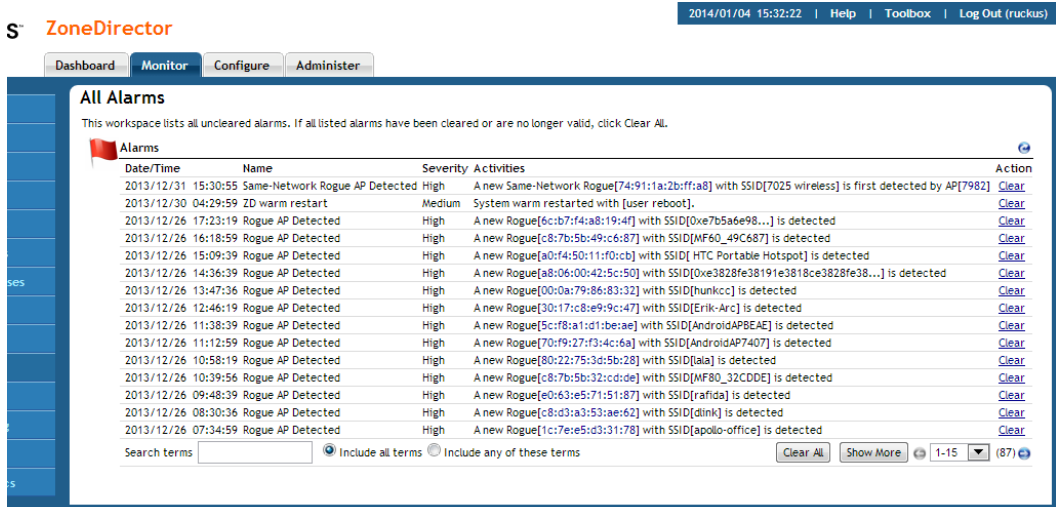 2014/01/04 15:32:22 | Help | Toolbox | Log Out (ruckus)
S™ ZoneDirector
Dashboard Monitor Configure Administer
All Alarms
This workspace lists all uncleared alarms. If all listed alarms have been cleared or are no longer valid, click Clear All.
Alarms
Date/Time Name Severity Activities Action
2013/12/31 15:30:55 Same-Network Rogue AP Detected High A new Same-Network Rogue[74:91:1a:2b:ff:a8] with SSID[7025 wireless] is first detected by AP[7982] Clear
2013/12/30 04:29:59 ZD warm restart Medium System warm restarted with [user reboot]. Clear
2013/12/26 17:23:19 Rogue AP Detected High A new Rogue[6c:b7:f4:a8:19:4f] with SSID[0xe7b5a6e98...] is detected Clear
2013/12/26 16:18:59 Rogue AP Detected High A new Rogue[c8:7b:5b:49:c6:87] with SSID[MF60_49C687] is detected Clear
2013/12/26 15:09:39 Rogue AP Detected High A new Rogue[a0:f4:50:11:f0:cb] with SSID[ HTC Portable Hotspot] is detected Clear
2013/12/26 14:36:39 Rogue AP Detected High A new Rogue[a8:06:00:42:5c:50] with SSID[0xe3828fe38191e3818ce3828fe38...] is detected Clear
2013/12/26 13:47:36 Rogue AP Detected High A new Rogue[00:0a:79:86:83:32] with SSID[hunkcc] is detected Clear
2013/12/26 12:46:19 Rogue AP Detected High A new Rogue[30:17:c8:e9:9c:47] with SSID[Erik-Arc] is detected Clear
2013/12/26 11:38:39 Rogue AP Detected High A new Rogue[5c:f8:a1:d1:be:ae] with SSID[AndroidAPBEAE] is detected Clear
2013/12/26 11:12:59 Rogue AP Detected High A new Rogue[70:f9:27:f3:4c:6a] with SSID[AndroidAP7407] is detected Clear
2013/12/26 10:58:19 Rogue AP Detected High A new Rogue[80:22:75:3d:5b:28] with SSID[lala] is detected Clear
2013/12/26 10:39:56 Rogue AP Detected High A new Rogue[c8:7b:5b:32:cd:de] with SSID[MF80_32CDDE] is detected Clear
2013/12/26 09:48:39 Rogue AP Detected High A new Rogue[e0:63:e5:71:51:87] with SSID[rafida] is detected Clear
2013/12/26 08:30:36 Rogue AP Detected High A new Rogue[c8:d3:a3:53:ae:62] with SSID[dlink] is detected Clear
2013/12/26 07:34:59 Rogue AP Detected High A new Rogue[1c:7e:e5:d3:31:78] with SSID[apollo-office] is detected Clear
Search terms Include all terms Include any of these terms Clear All Show More 1-15 (87)
s
ses
s